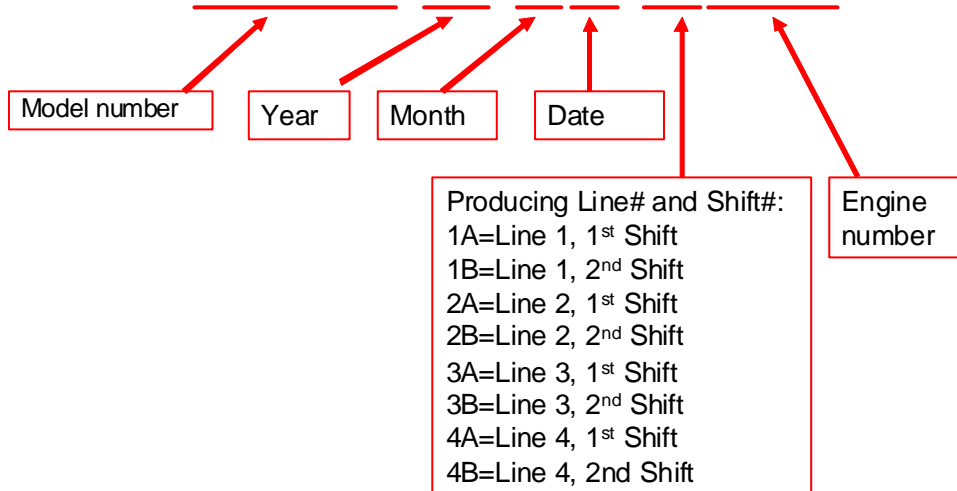 Model number
Year
Month
Date
Producing Line# and Shift#:
1A=Line 1, 1st Shift
1B=Line 1, 2nd Shift
2A=Line 2, 1st Shift
2B=Line 2, 2nd Shift
3A=Line 3, 1st Shift
3B=Line 3, 2nd Shift
4A=Line 4, 1st Shift
4B=Line 4, 2nd Shift
Engine
number